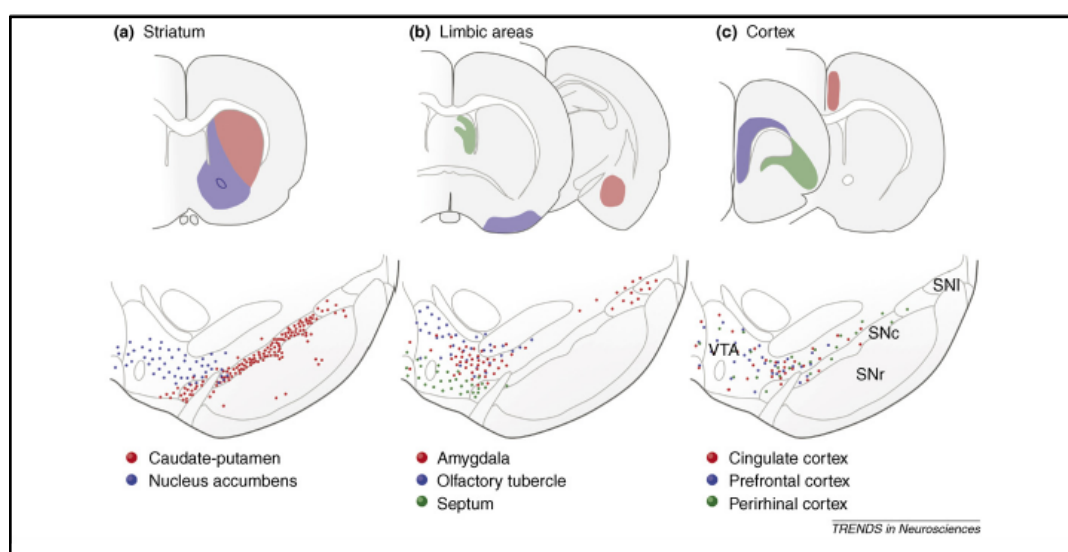 (a) Striatum
(b) Limbic areas
(c) Cortex
VTA
SNc
SNr
SNl
Caudate-putamen
Nucleus accumbens
Amygdala
Olfactory tubercle
Septum
Cingulate cortex
Prefrontal cortex
Perirhinal cortex
TRENDS in Neurosciences